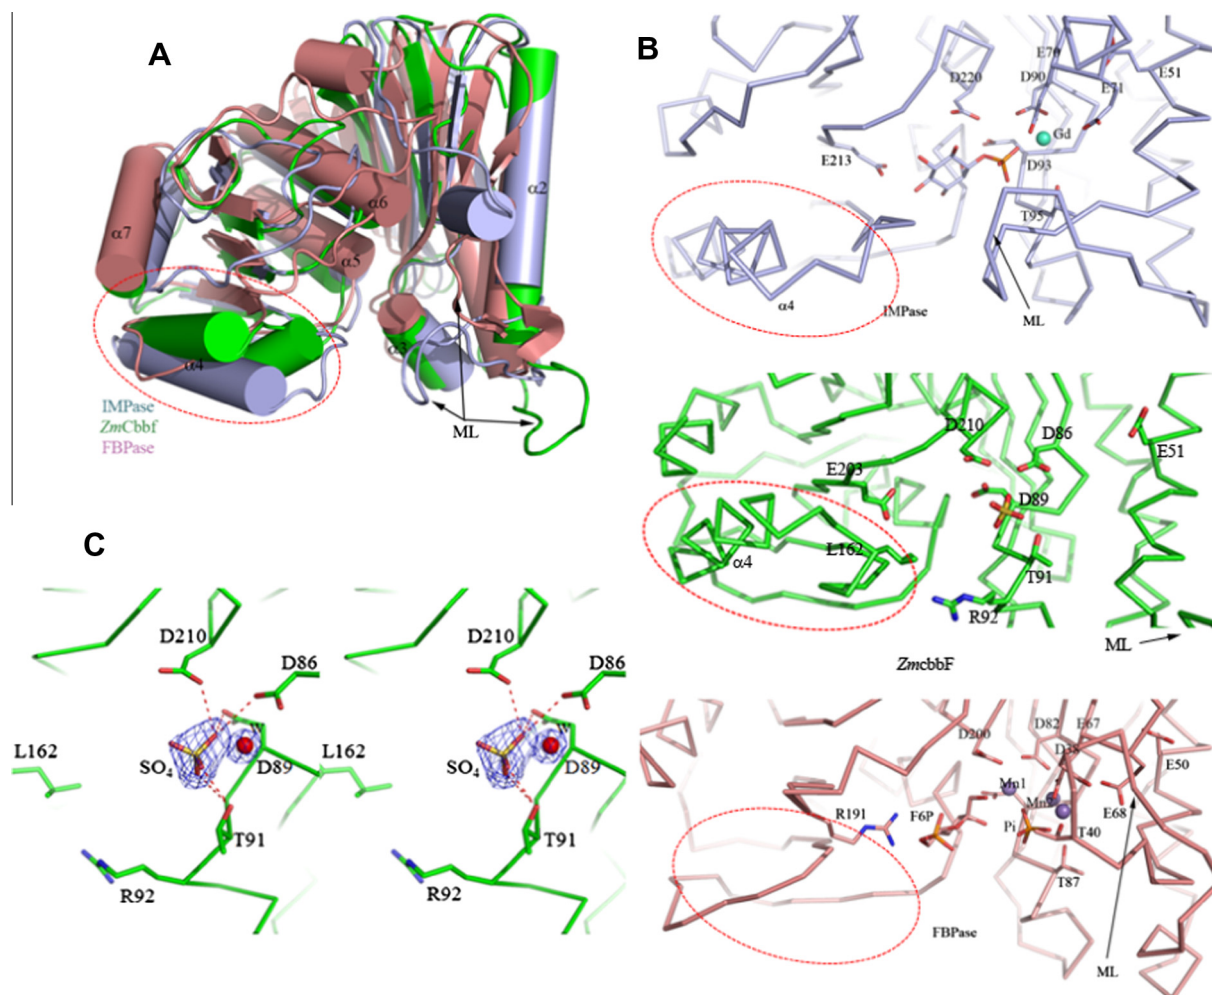 A
α2
α6
α7
α5
α3
α4
IMPase
ZmCbbf
FBPase
ML
B
E70
D220
D90
E51
E71
Gd
E213
D93
T95
α4
IMPase
ML
D210
D86
E51
E203
D89
L162
α4
T91
R92
ML
ZmcbbF
D82
E67
D200
D38
E50
Mn1
R191
F6P
E68
Pi
T40
T87
FBPase
ML
C
D210
D210
D86
D86
L162
L162
W
W
SO4
D89
SO4
D89
T91
T91
R92
R92